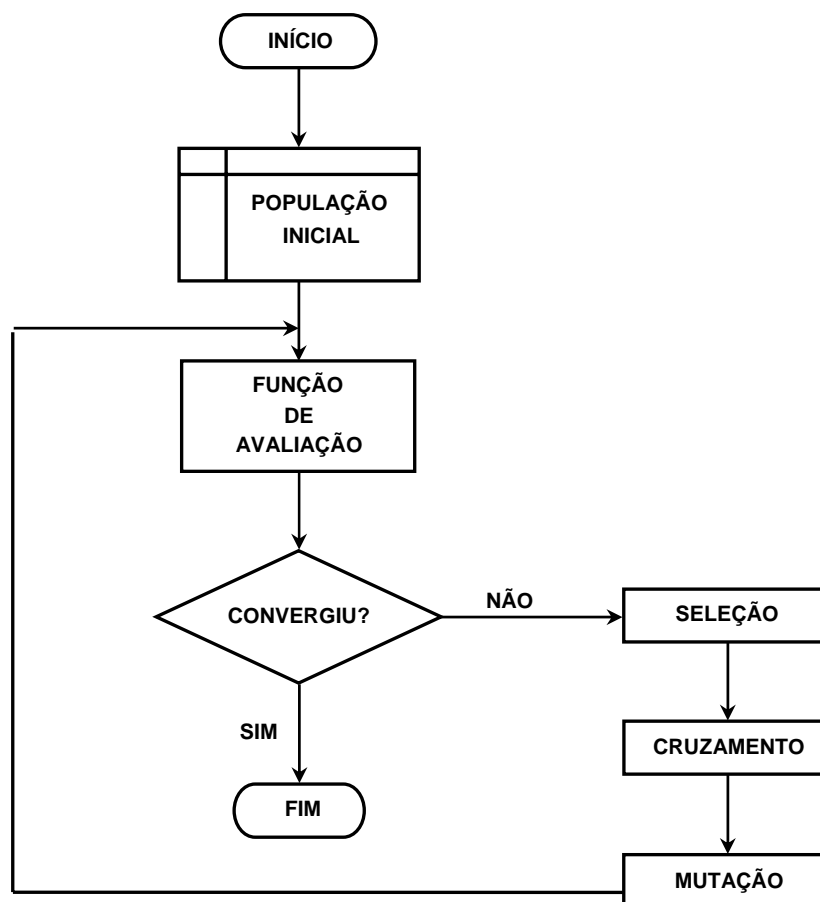 INÍCIO
POPULAÇÃO
INICIAL
FUNÇÃO
DE
AVALIAÇÃO
CONVERGIU?
NÃO
SELEÇÃO
SIM
CRUZAMENTO
FIM
MUTAÇÃO